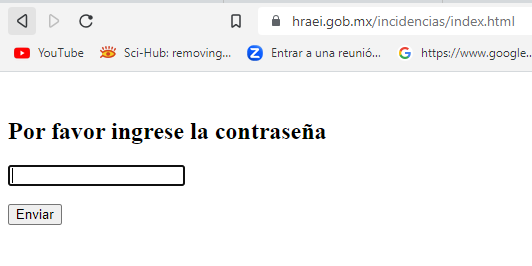 hraei.gob.mx/incidencias/index.html
YouTube Sci-Hub: removing... Entrar a una reunió... https://www.google...
Por favor ingrese la contraseña
Enviar